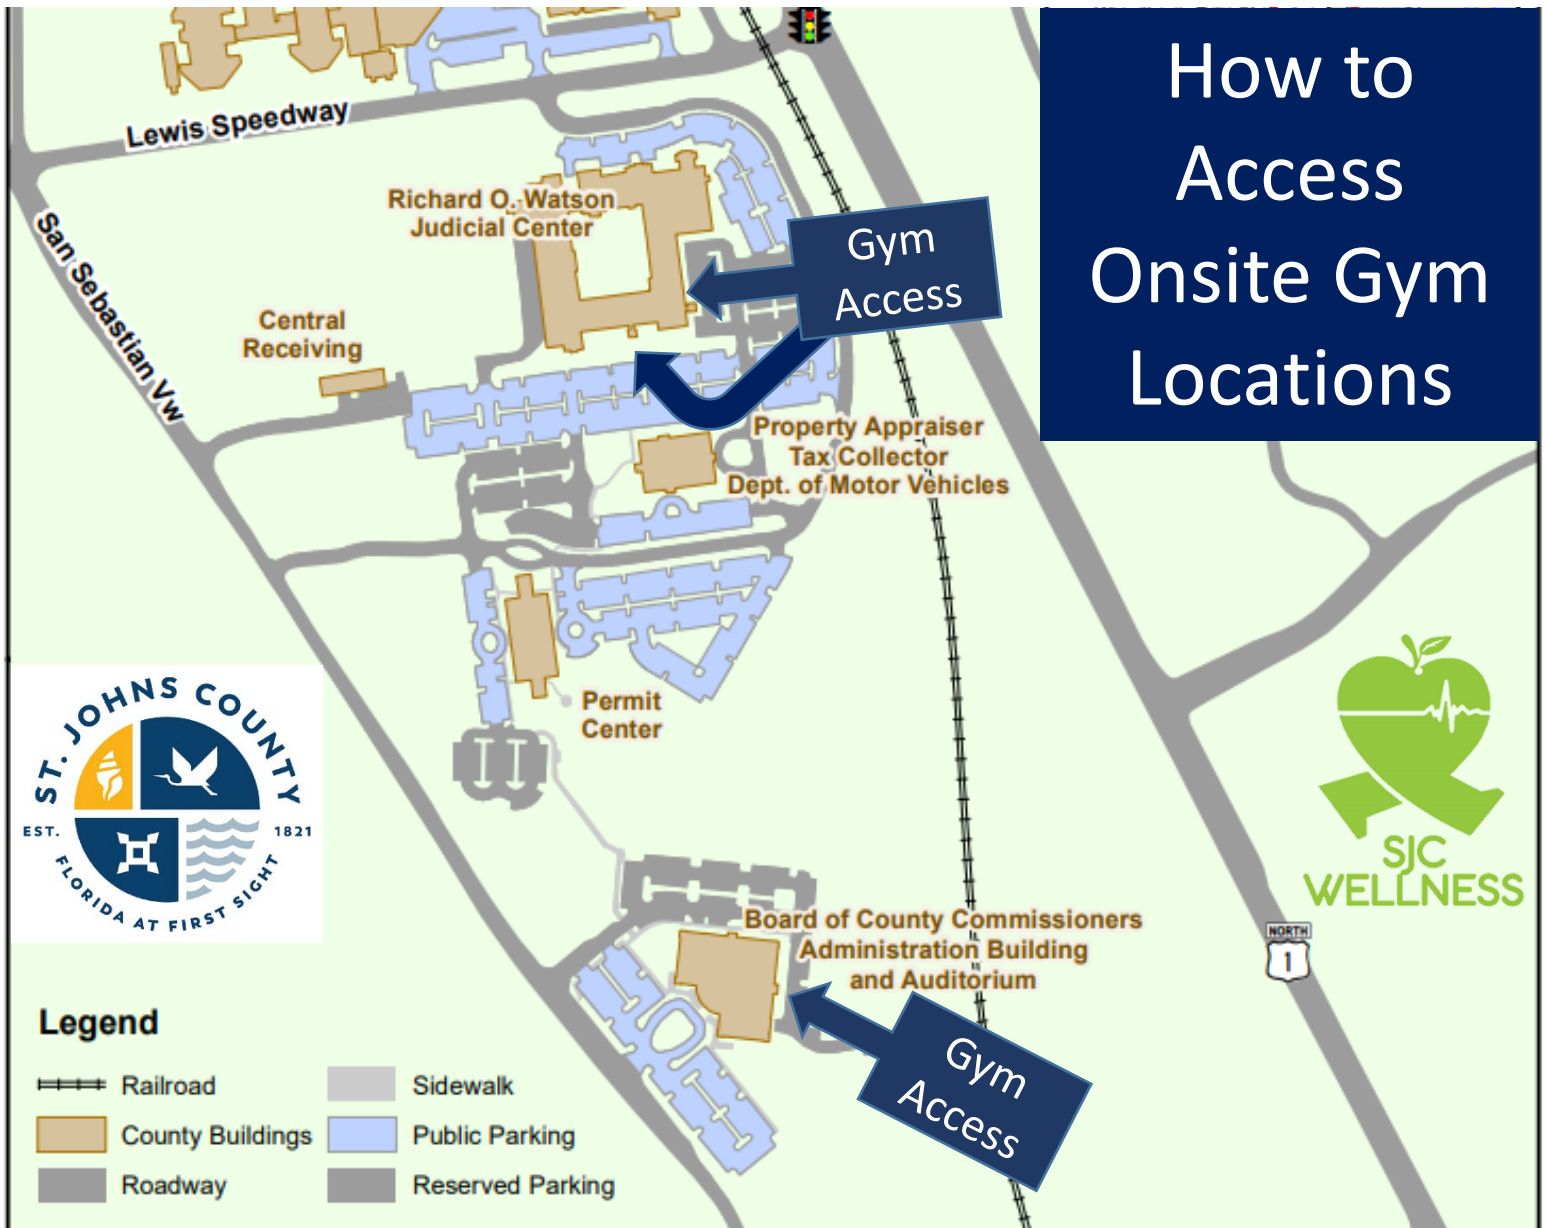 How to
Access
Onsite Gym
Locations
Lewis Speedway
Richard O. Watson
Judicial Center
San Sebastian Vw
Gym
Access
Central
Receiving
Property Appraiser
Tax Collector
Dept. of Motor Vehicles
Permit
Center
ST. JOHNS COUNTY
EST. 1821
FLORIDA AT FIRST SIGHT
SJC
WELLNESS
Board of County Commissioners
Administration Building
and Auditorium
NORTH
1
Gym
Access
Legend
Railroad
Sidewalk
County Buildings
Public Parking
Roadway
Reserved Parking